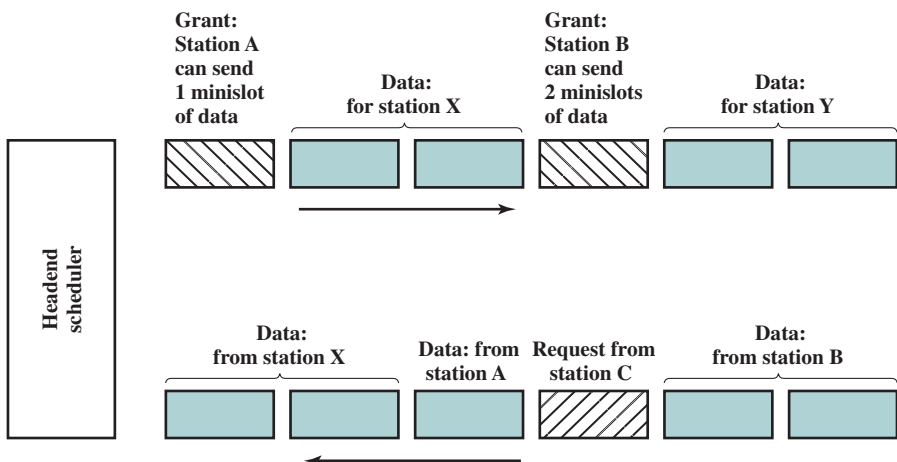 Grant:
Station A
can send
1 minislot
of data
Data:
for station X
Grant:
Station B
can send
2 minislots
of data
Data:
for station Y
Headend
scheduler
Data:
from station X
Data: from
station A
Request from
station C
Data:
from station B